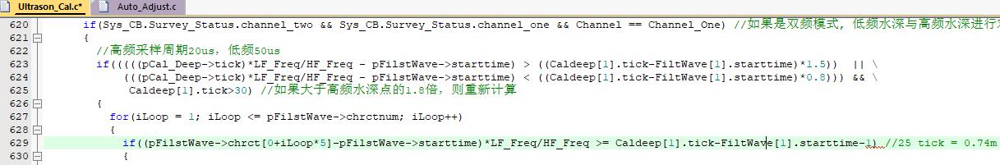 Ultrason_Cal.c* Auto_Adjust.c
620 if(Sys_CB.Survey_Status.channel_two && Sys_CB.Survey_Status.channel_one && Channel == Channel_One) //如果是双频模式, 低频水深与高频水深进行
621 {
622 //高频采样周期20us, 低频50us
623 if(((((pCal_Deep->tick)*LF_Freq/HF_Freq - pFilstWave->starttime) > ((Caldeep[1].tick-FiltWave[1].starttime)*1.5)) || \
624 (((pCal_Deep->tick)*LF_Freq/HF_Freq - pFilstWave->starttime) < ((Caldeep[1].tick-FiltWave[1].starttime)*0.8))) && \
625 Caldeep[1].tick>30) //如果大于高频水深点的1.8倍, 则重新计算
626 {
627 for(iLoop = 1; iLoop <= pFilstWave->chrctnum; iLoop++)
628 {
629 if((pFilstWave->chrct[0+iLoop*5]-pFilstWave->starttime)*LF_Freq/HF_Freq >= Caldeep[1].tick-FiltWave[1].starttime-1) //25 tick = 0.74m
630 {